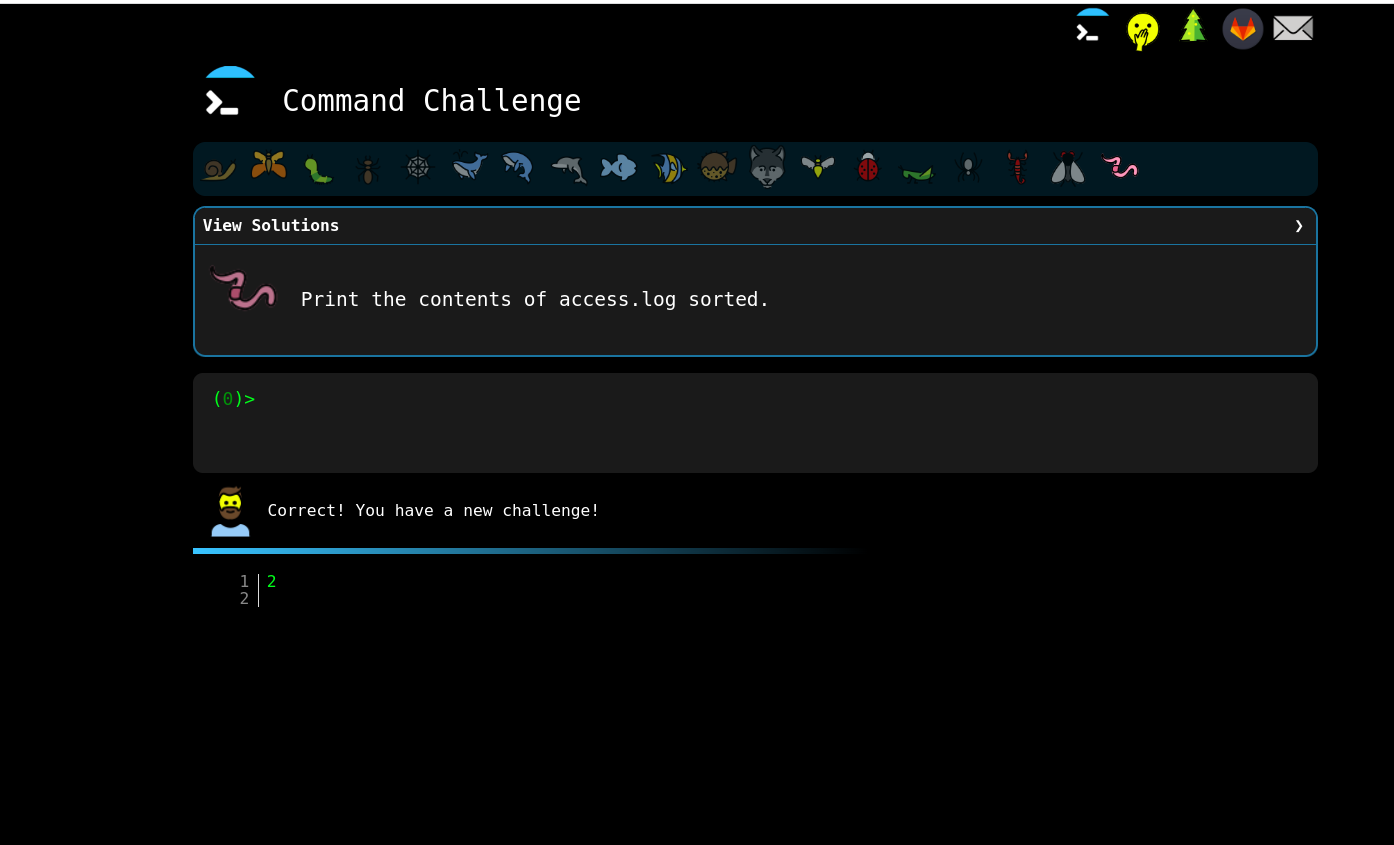 Command Challenge
View Solutions ❯
Print the contents of access.log sorted.
(0)>
Correct! You have a new challenge!
1 2
2